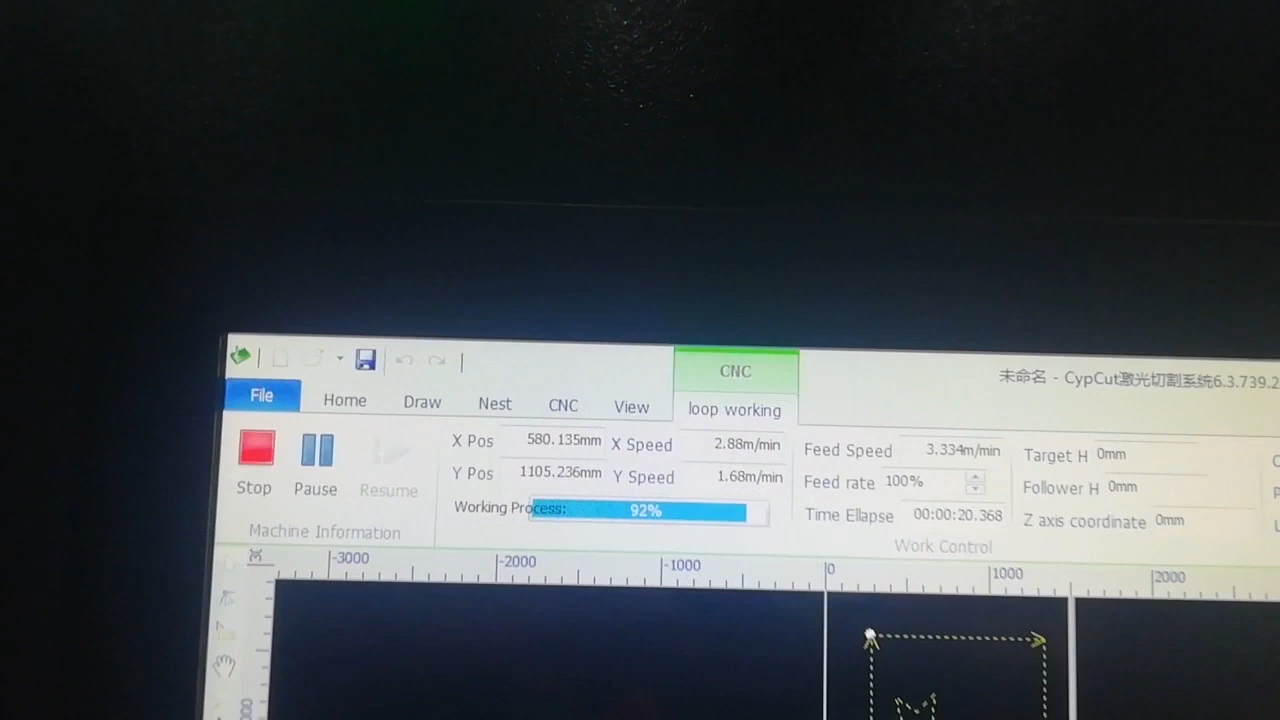 CNC
未命名 - CypCut激光切割系统6.3.739.2
File Home Draw Nest CNC View loop working
X Pos 580.135mm X Speed 2.88m/min Feed Speed 3.334m/min Target H 0mm
Y Pos 1105.236mm Y Speed 1.68m/min Feed rate 100% Follower H 0mm
Stop Pause Resume
Working Process: 92% Time Ellapse 00:00:20.368 Z axis coordinate 0mm
Machine Information Work Control
-3000 -2000 -1000 0 1000 2000